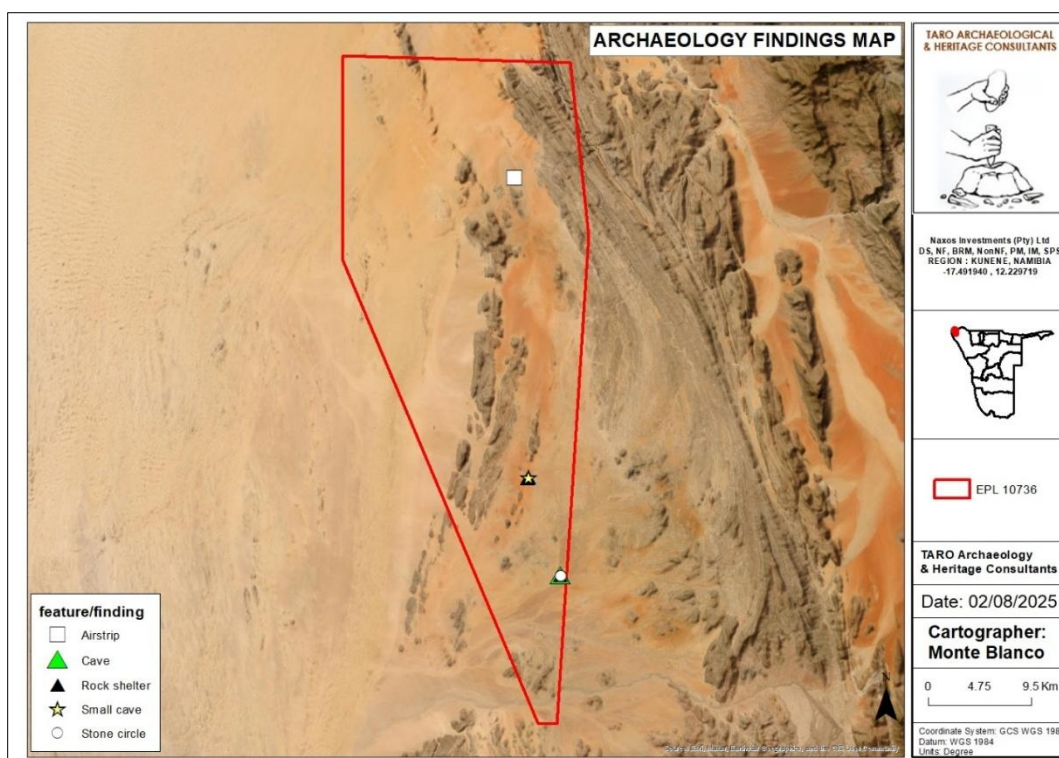 ARCHAEOLOGY FINDINGS MAP
feature/finding
Airstrip
Cave
Rock shelter
Small cave
Stone circle
N
TARO ARCHAEOLOGICAL
& HERITAGE CONSULTANTS
Naxos Investments (Pty) Ltd
DS, NF, BRM, NonNF, PM, IM, SPS
REGION : KUNENE, NAMIBIA
-17.491940 , 12.229719
EPL 10736
TARO Archaeology
& Heritage Consultants
Date: 02/08/2025
Cartographer:
Monte Blanco
0 4.75 9.5 Km
Coordinate System: GCS WGS 198
Datum: WGS 1984
Units: Degree